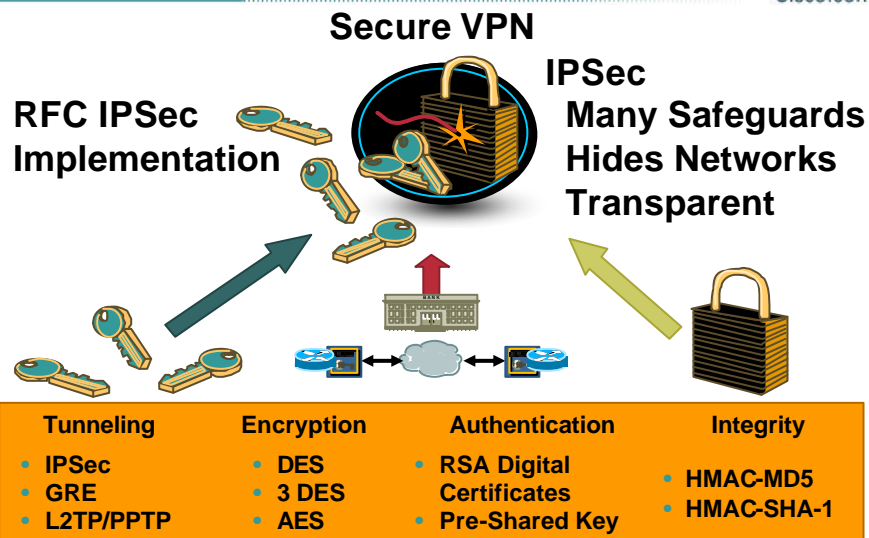 Secure VPN
RFC IPSec
Implementation
IPSec
Many Safeguards
Hides Networks
Transparent
BANK
Tunneling
• IPSec
• GRE
• L2TP/PPTP
Encryption
• DES
• 3 DES
• AES
Authentication
• RSA Digital
Certificates
• Pre-Shared Key
Integrity
• HMAC-MD5
• HMAC-SHA-1